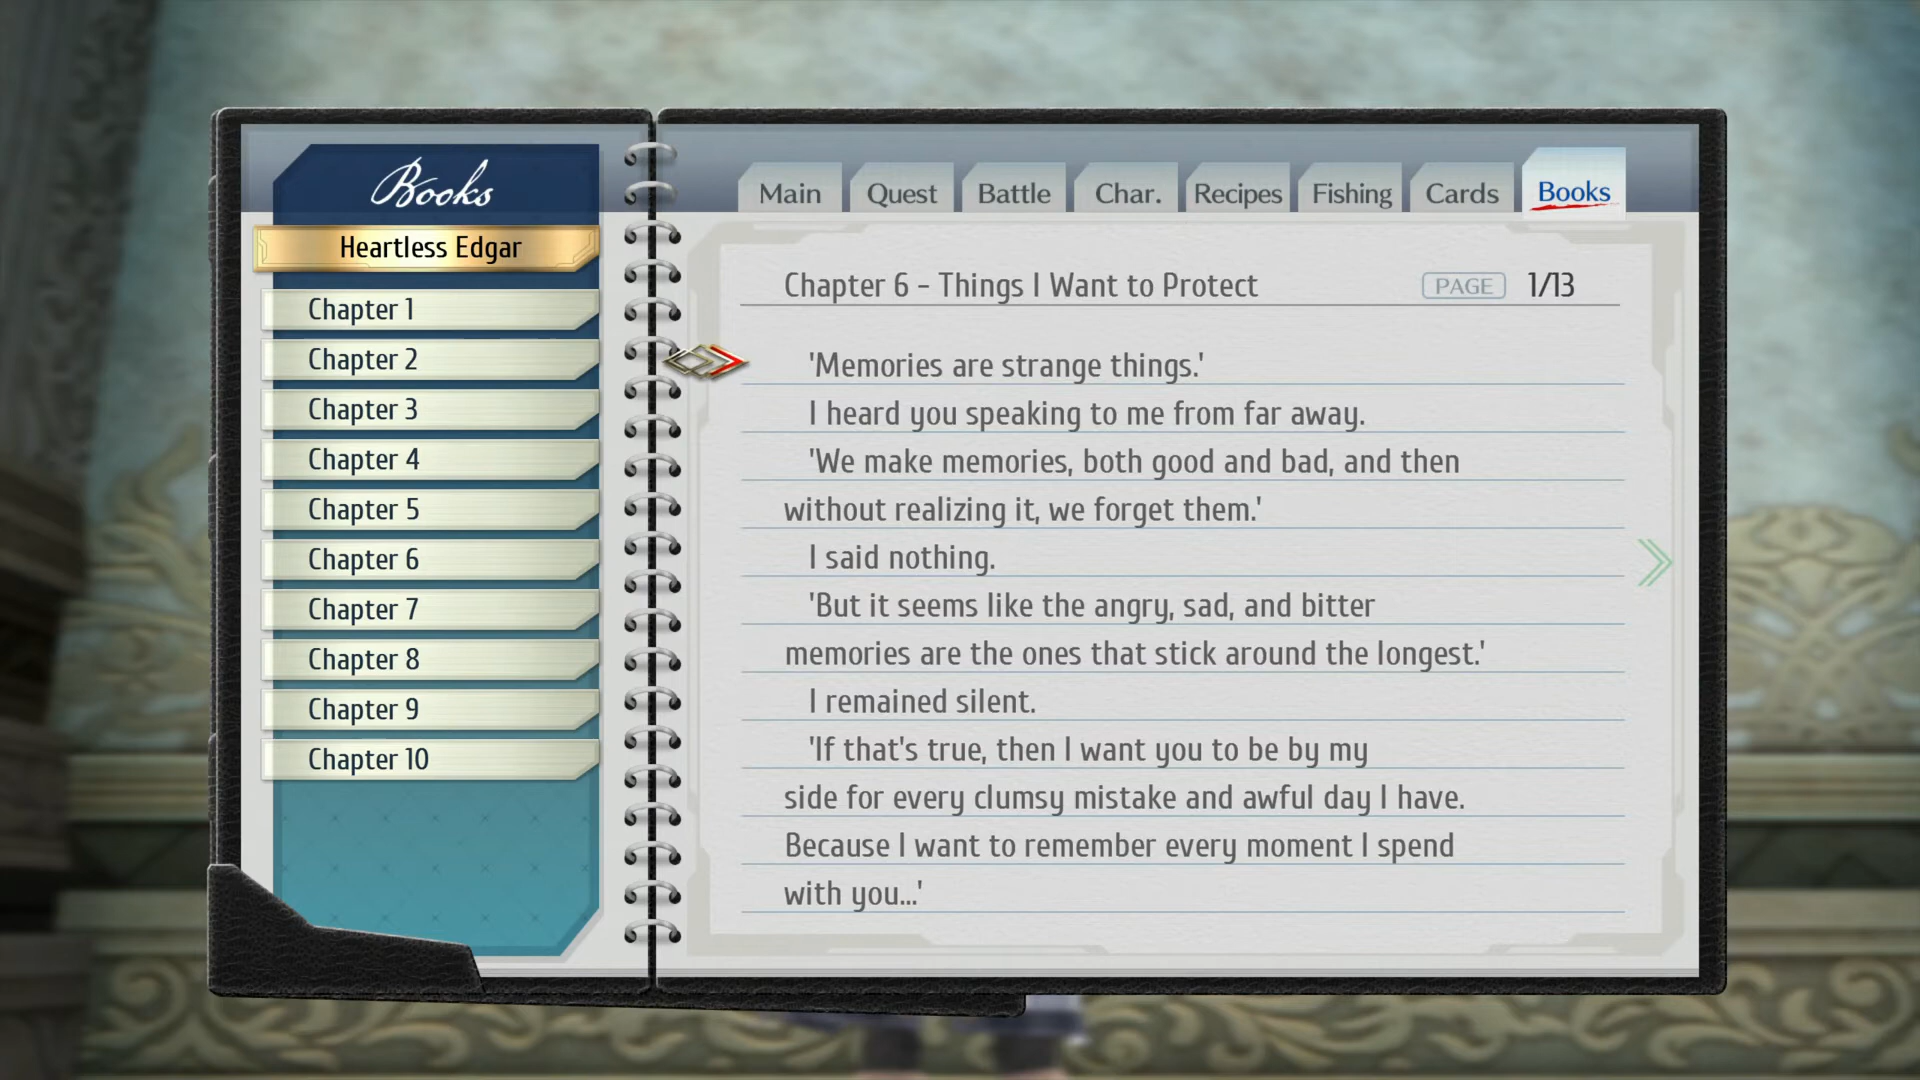 Books
Heartless Edgar
Chapter 1
Chapter 2
Chapter 3
Chapter 4
Chapter 5
Chapter 6
Chapter 7
Chapter 8
Chapter 9
Chapter 10
Main Quest Battle Char. Recipes Fishing Cards Books
Chapter 6 - Things I Want to Protect PAGE 1/13
'Memories are strange things.'
I heard you speaking to me from far away.
'We make memories, both good and bad, and then
without realizing it, we forget them.'
I said nothing.
'But it seems like the angry, sad, and bitter
memories are the ones that stick around the longest.'
I remained silent.
'If that's true, then I want you to be by my
side for every clumsy mistake and awful day I have.
Because I want to remember every moment I spend
with you...'